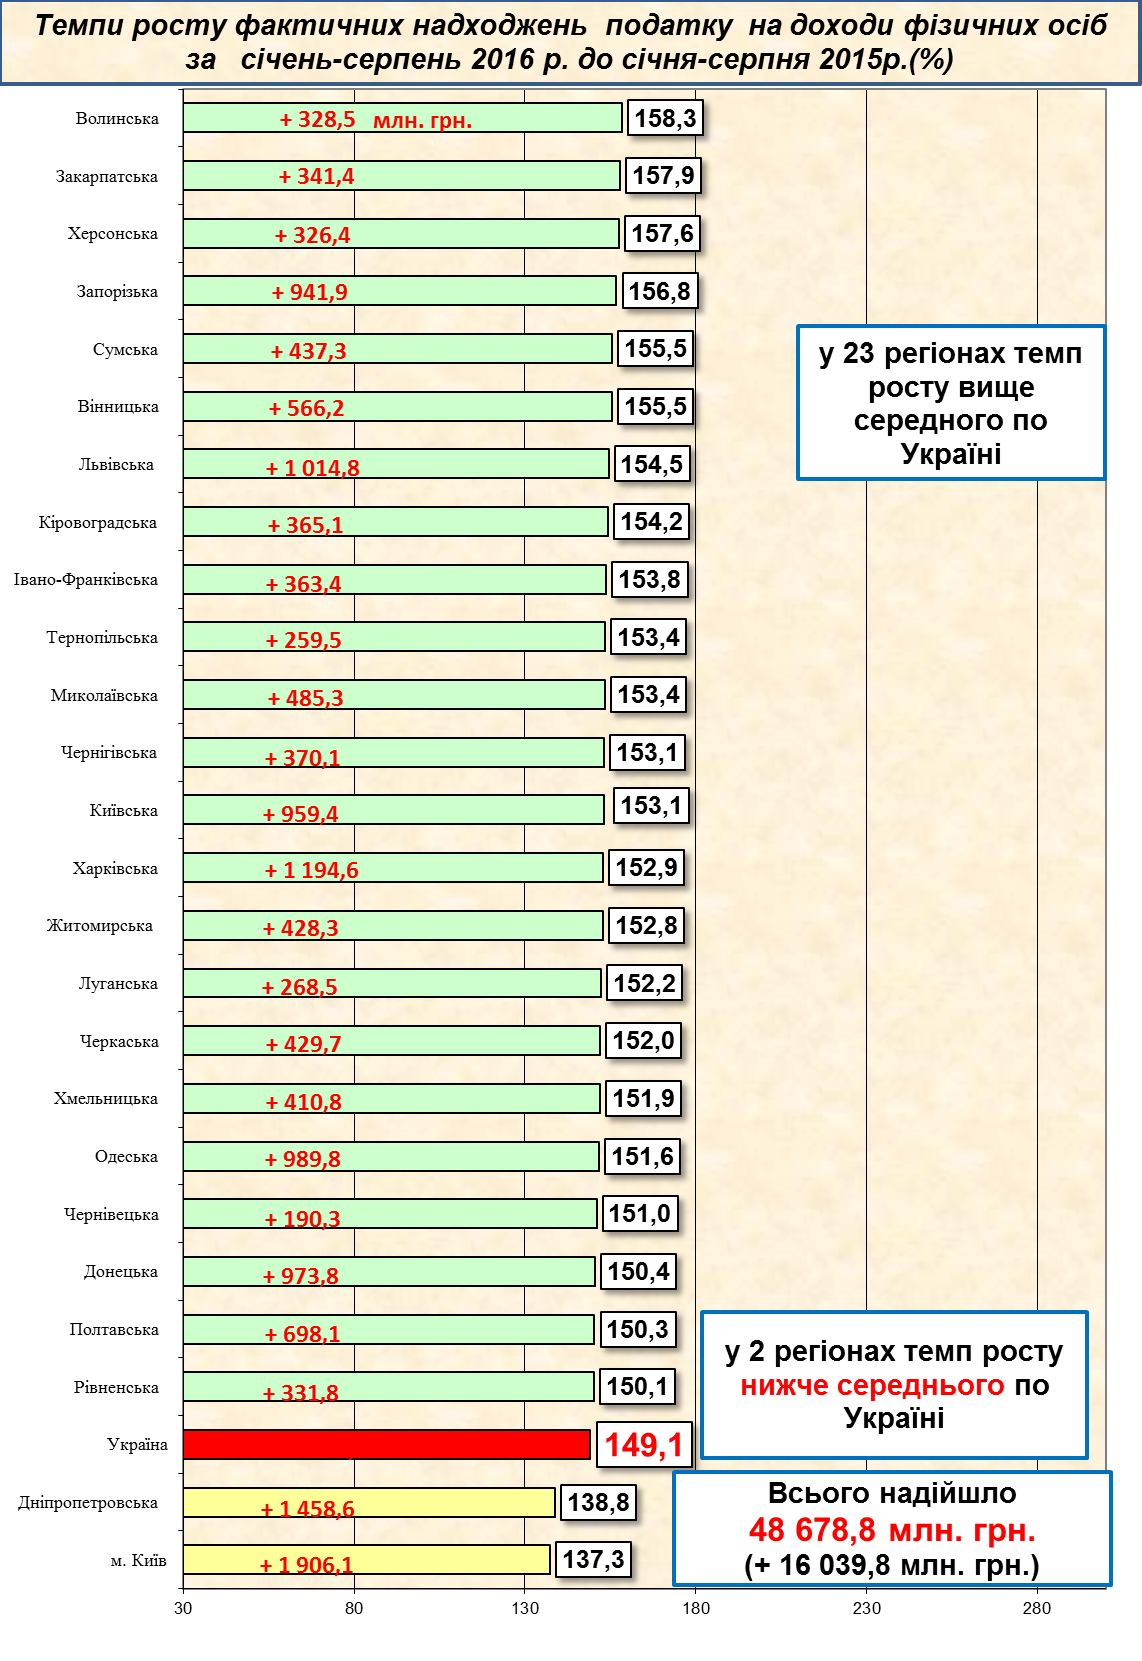 Темпи росту фактичних надходжень податку на доходи фізичних осіб
за січень-серпень 2016 р. до січня-серпня 2015р.(%)
Волинська + 328,5 млн. грн. 158,3
Закарпатська + 341,4 157,9
Херсонська + 326,4 157,6
Запорізька + 941,9 156,8
Сумська + 437,3 155,5
Вінницька + 566,2 155,5
Львівська + 1 014,8 154,5
Кіровоградська + 365,1 154,2
Івано-Франківська + 363,4 153,8
Тернопільська + 259,5 153,4
Миколаївська + 485,3 153,4
Чернігівська + 370,1 153,1
Київська + 959,4 153,1
Харківська + 1 194,6 152,9
Житомирська + 428,3 152,8
Луганська + 268,5 152,2
Черкаська + 429,7 152,0
Хмельницька + 410,8 151,9
Одеська + 989,8 151,6
Чернівецька + 190,3 151,0
Донецька + 973,8 150,4
Полтавська + 698,1 150,3
Рівненська + 331,8 150,1
Україна 149,1
Дніпропетровська + 1 458,6 138,8
м. Київ + 1 906,1 137,3
30 80 130 180 230 280
у 23 регіонах темп
росту вище
середного по
Україні
у 2 регіонах темп росту
нижче середнього по
Україні
Всього надійшло
48 678,8 млн. грн.
(+ 16 039,8 млн. грн.)